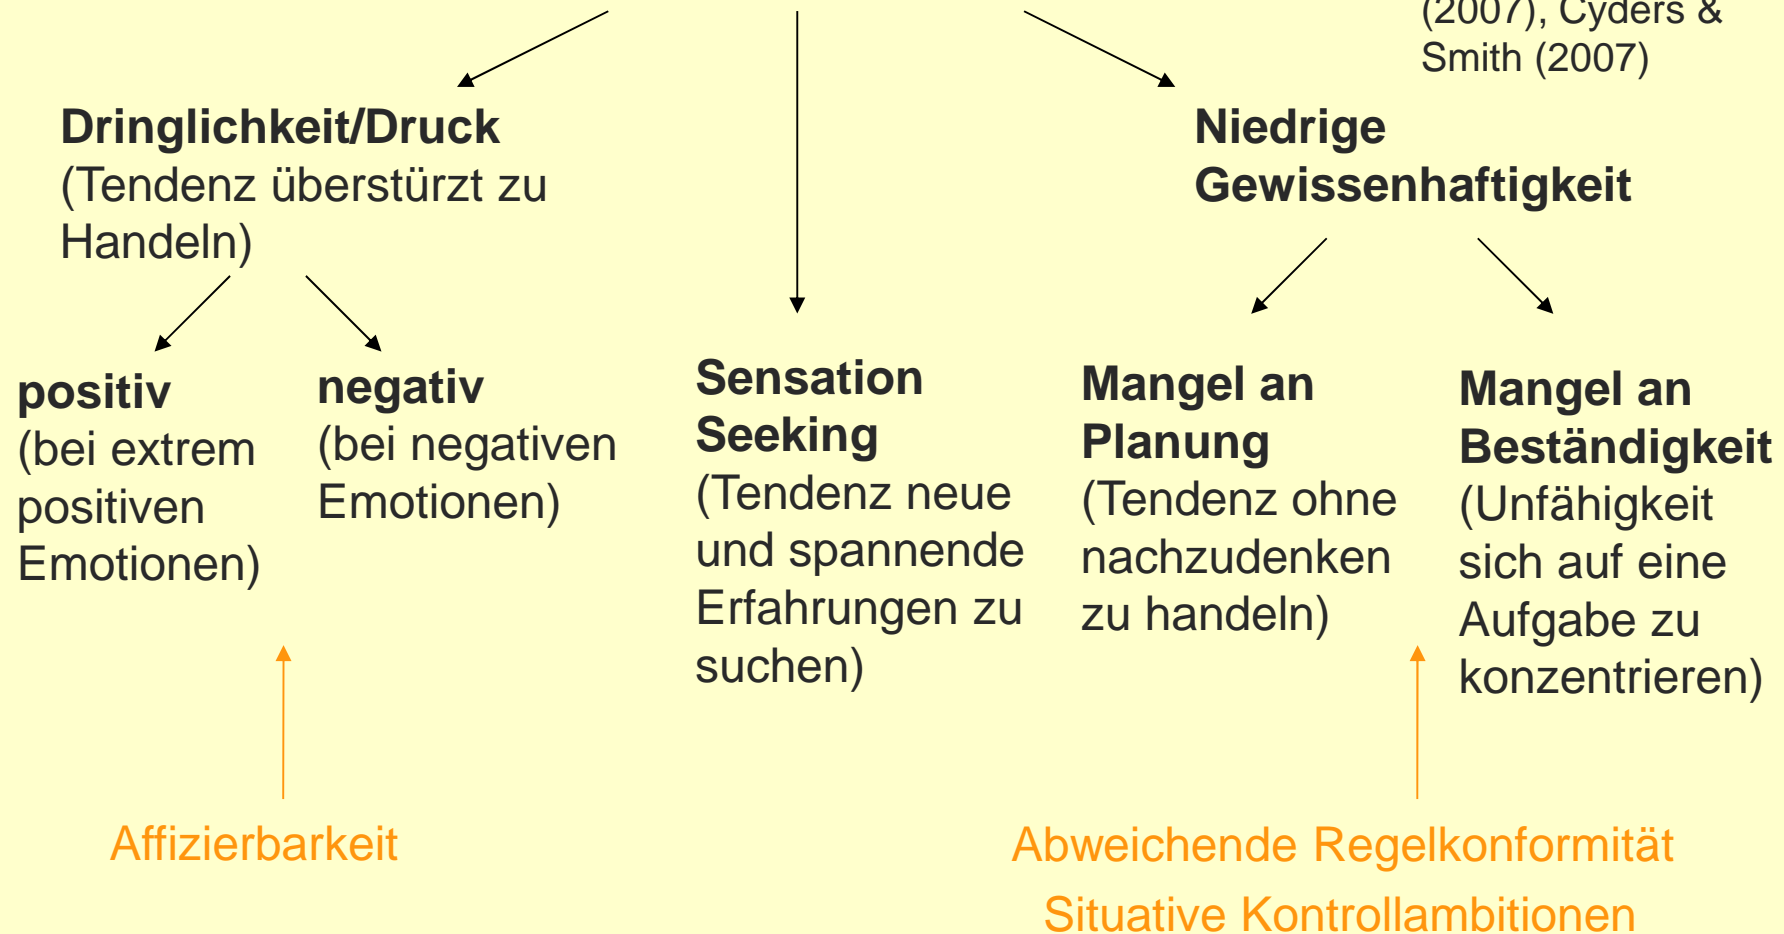 (2007), Cyders &
Smith (2007)
Dringlichkeit/Druck
(Tendenz überstürzt zu
Handeln)
Niedrige
Gewissenhaftigkeit
positiv
(bei extrem
positiven
Emotionen)
negativ
(bei negativen
Emotionen)
Sensation
Seeking
(Tendenz neue
und spannende
Erfahrungen zu
suchen)
Mangel an
Planung
(Tendenz ohne
nachzudenken
zu handeln)
Mangel an
Beständigkeit
(Unfähigkeit
sich auf eine
Aufgabe zu
konzentrieren)
Affizierbarkeit
Abweichende Regelkonformität
Situative Kontrollambitionen